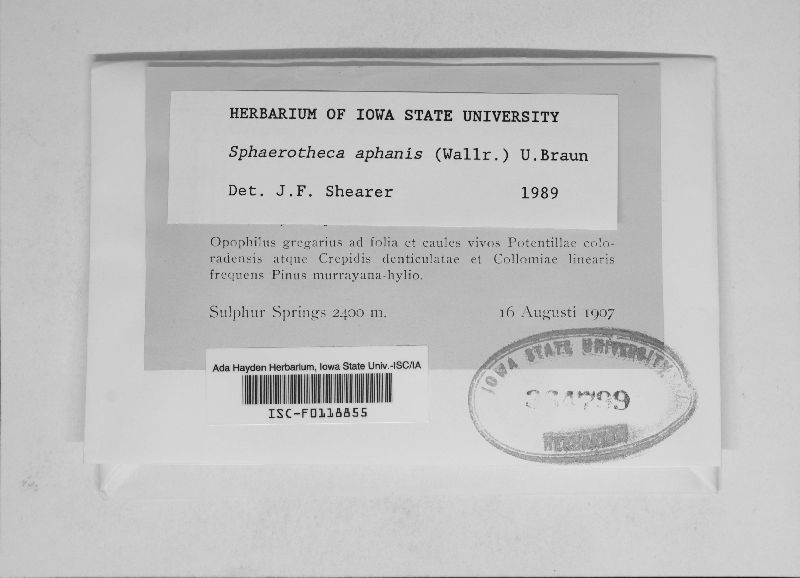 HERBARIUM OF IOWA STATE UNIVERSITY
Sphaerotheca aphanis (Wallr.) U.Braun
Det. J.F. Shearer 1989
Opophilus gregarius ad folia et caules vivos Potentillae colo-
radensis atque Crepidis denticulatae et Collomiae linearis
frequens Pinus murrayana-hylio.
Sulphur Springs 2400 m. 16 Augusti 1907
Ada Hayden Herbarium, Iowa State Univ.-ISC/IA
ISC-F0118855
IOWA STATE UNIVERSITY
HERBARIUM